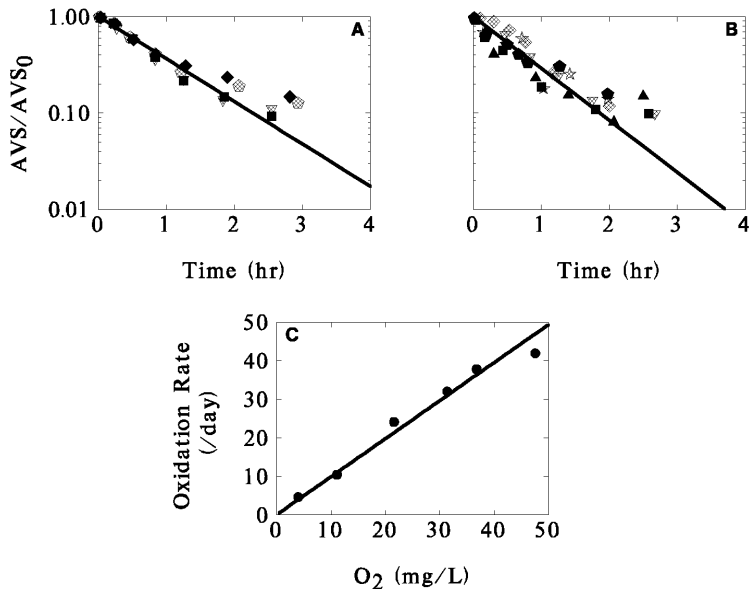 A
B
AVS/AVS0
1.00
0.10
0.01
0 1 2 3 4
0 1 2 3 4
Time (hr)
Time (hr)
C
Oxidation Rate
(/day)
50
40
30
20
10
0
0 10 20 30 40 50
O2 (mg/L)